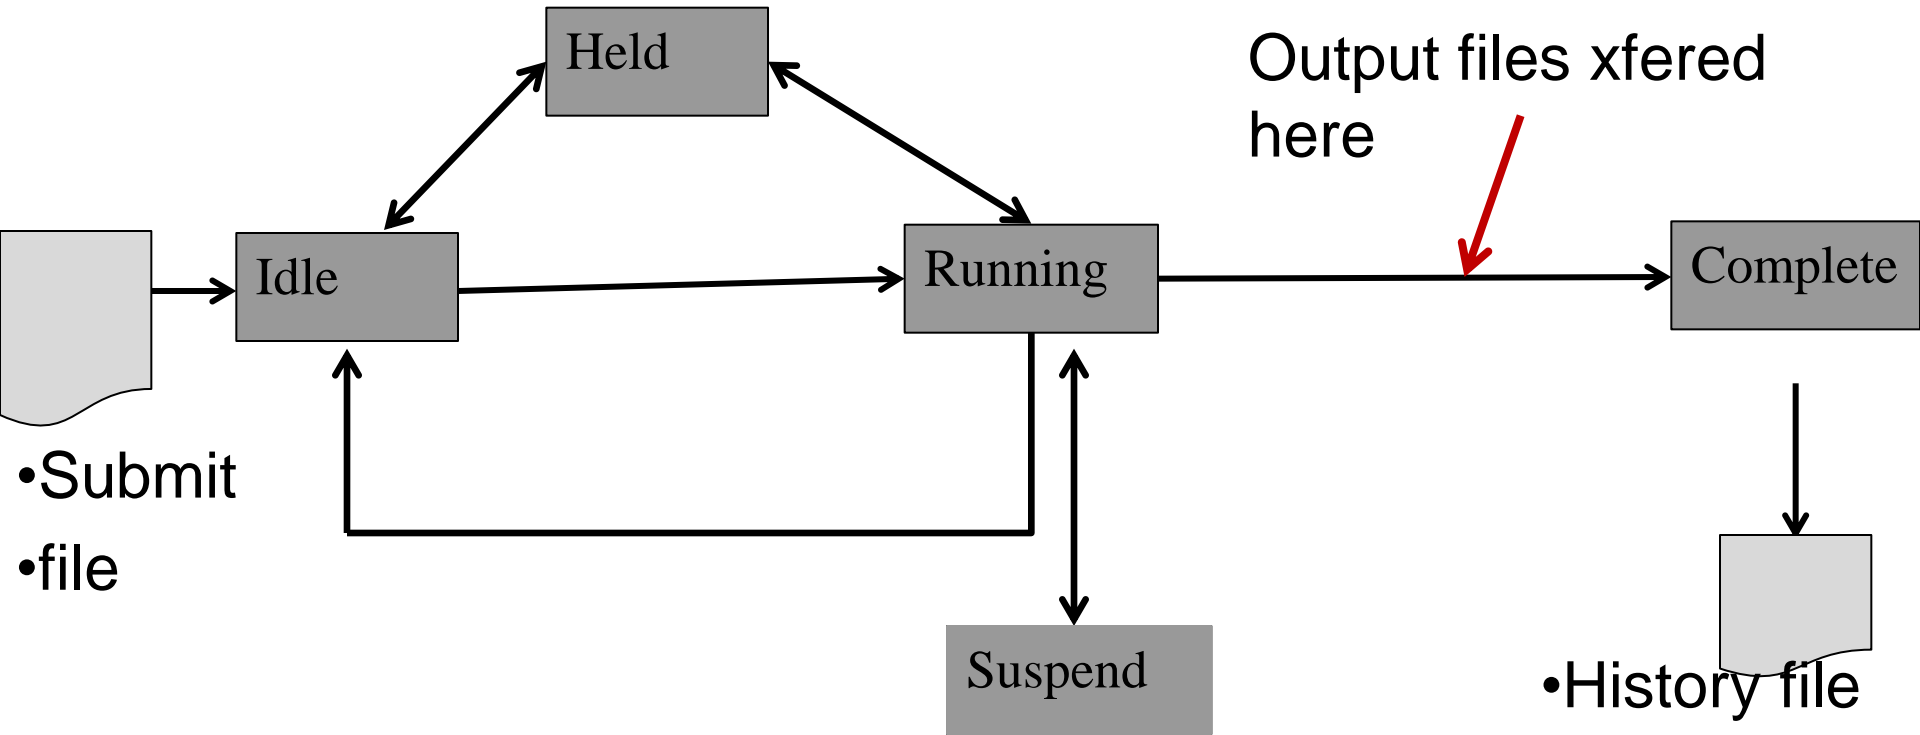 Held
Output files xfered
here
Idle
Running
Complete
•Submit
•file
Suspend
•History file